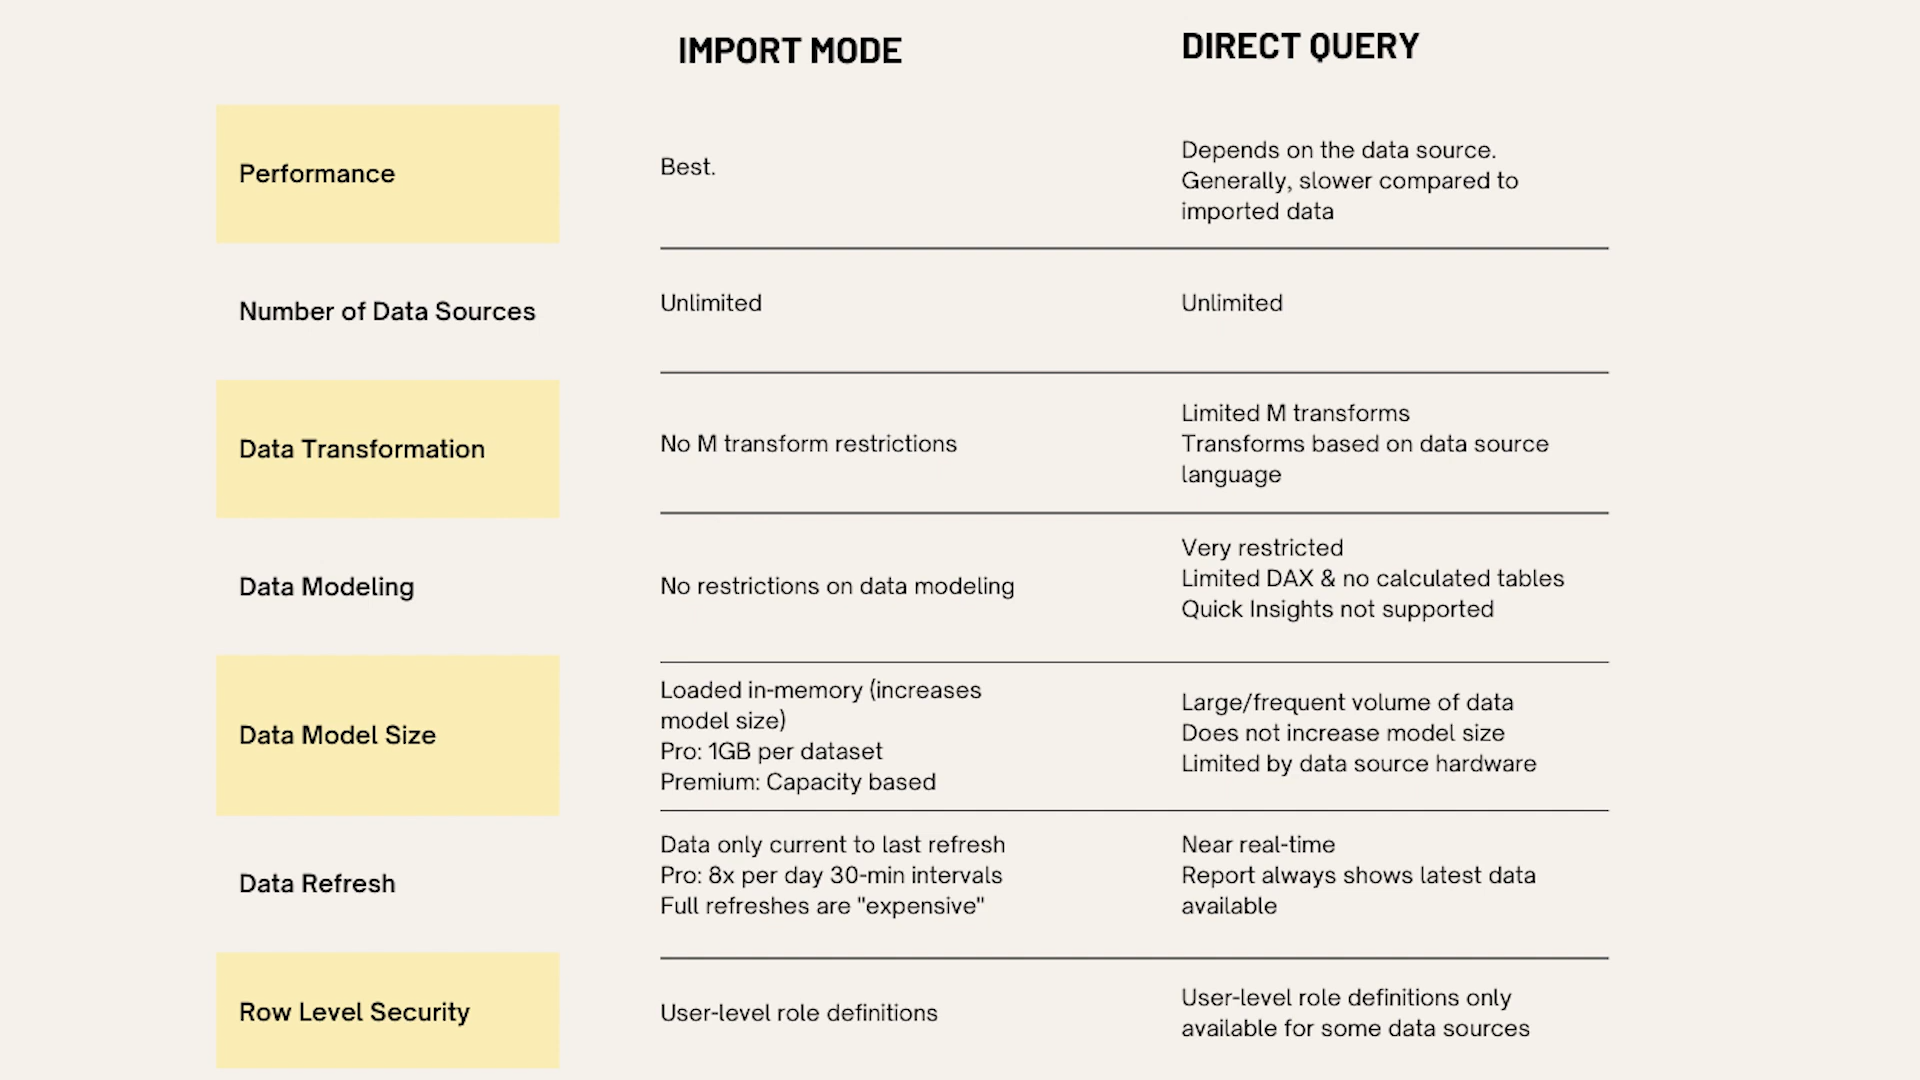 IMPORT MODE
DIRECT QUERY
Performance
Best.
Depends on the data source.
Generally, slower compared to
imported data
Number of Data Sources
Unlimited
Unlimited
Data Transformation
No M transform restrictions
Limited M transforms
Transforms based on data source
language
Data Modeling
No restrictions on data modeling
Very restricted
Limited DAX & no calculated tables
Quick Insights not supported
Data Model Size
Loaded in-memory (increases
model size)
Pro: 1GB per dataset
Premium: Capacity based
Large/frequent volume of data
Does not increase model size
Limited by data source hardware
Data Refresh
Data only current to last refresh
Pro: 8x per day 30-min intervals
Full refreshes are "expensive"
Near real-time
Report always shows latest data
available
Row Level Security
User-level role definitions
User-level role definitions only
available for some data sources